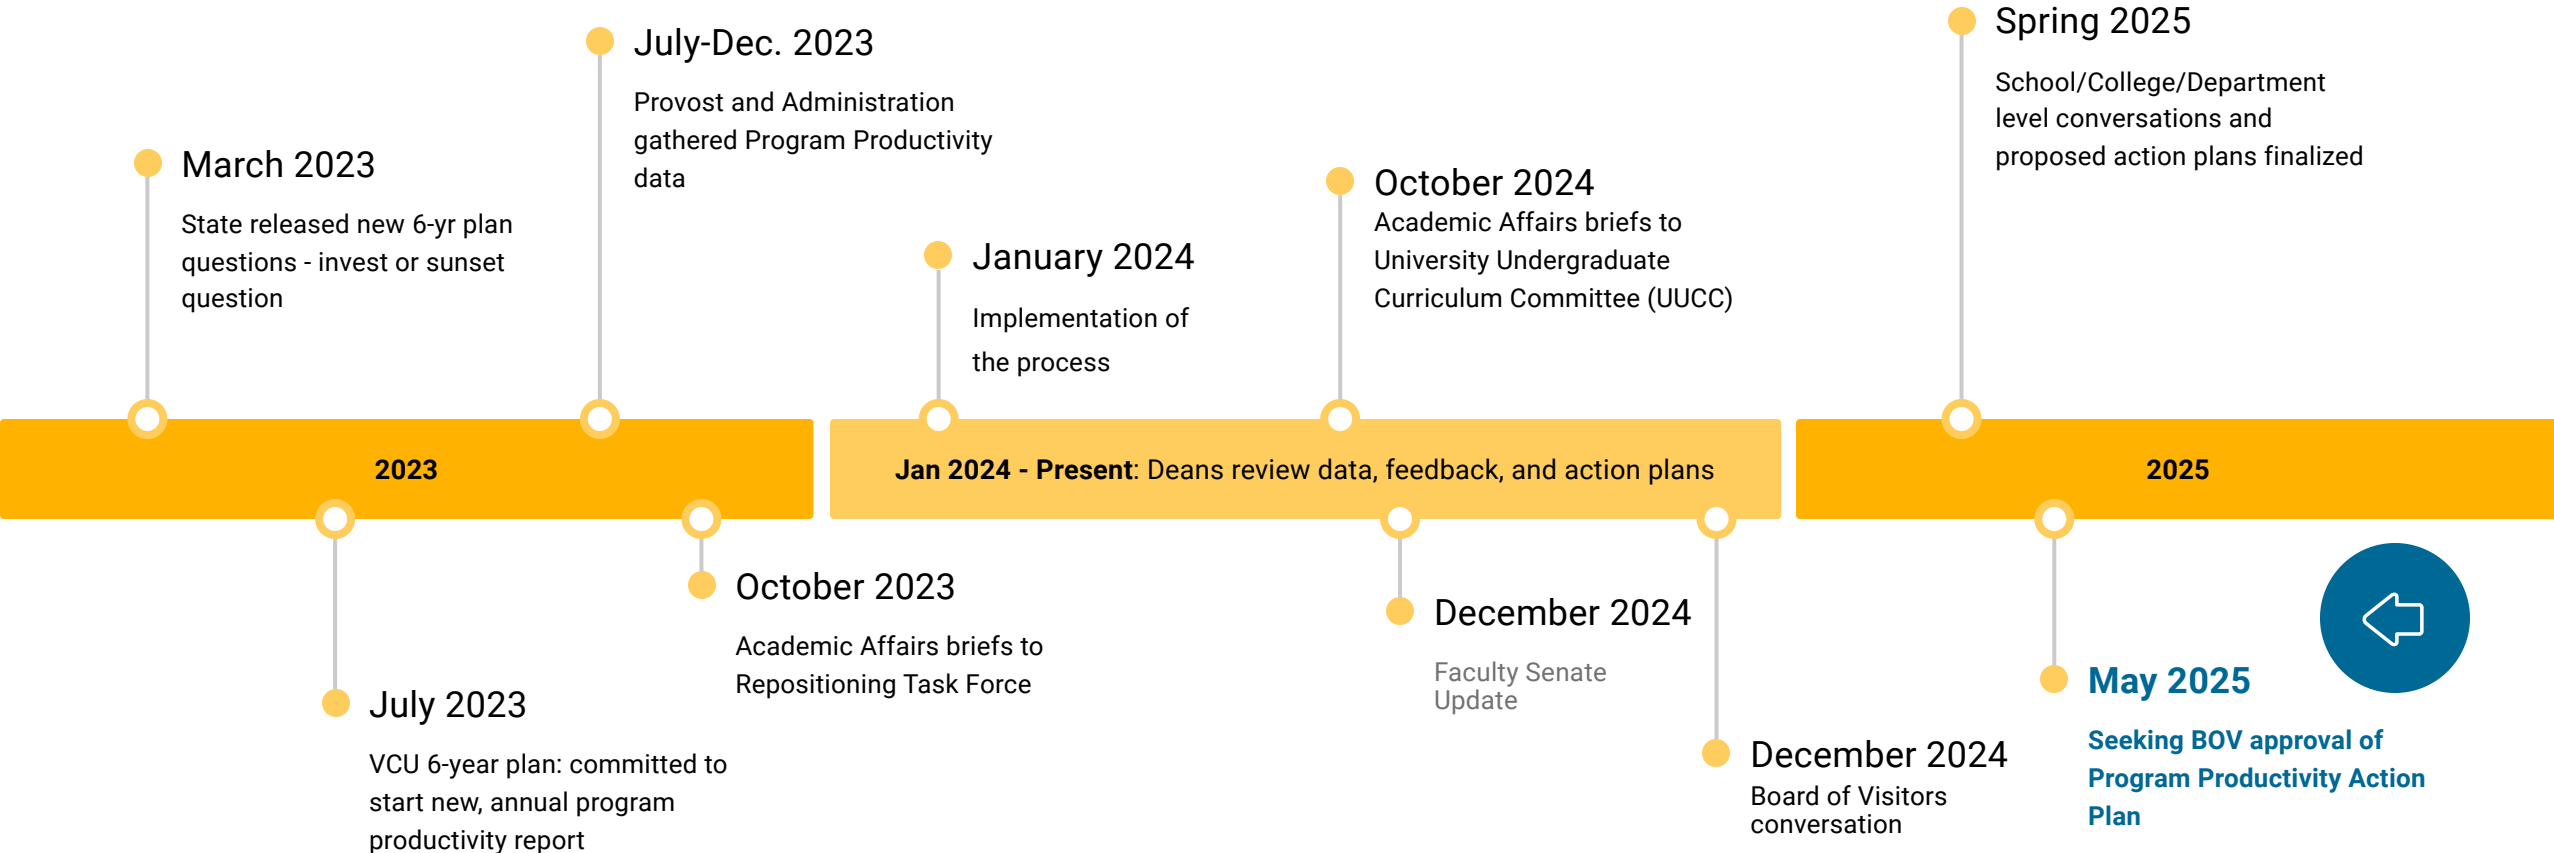 March 2023
State released new 6-yr plan
questions - invest or sunset
question
July-Dec. 2023
Provost and Administration
gathered Program Productivity
data
January 2024
Implementation of
the process
October 2024
Academic Affairs briefs to
University Undergraduate
Curriculum Committee (UUCC)
Spring 2025
School/College/Department
level conversations and
proposed action plans finalized
2023
Jan 2024 - Present: Deans review data, feedback, and action plans
2025
July 2023
VCU 6-year plan: committed to
start new, annual program
productivity report
October 2023
Academic Affairs briefs to
Repositioning Task Force
December 2024
Faculty Senate
Update
December 2024
Board of Visitors
conversation
May 2025
Seeking BOV approval of
Program Productivity Action
Plan